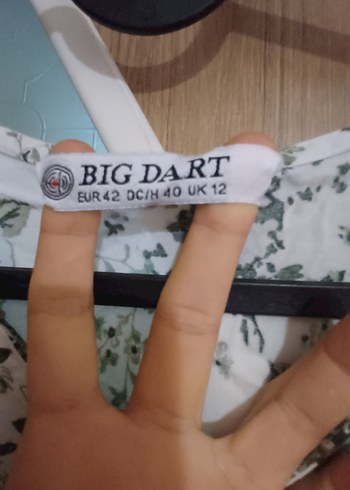 BIG DART
EUR 42 DC/H 40 UK 12